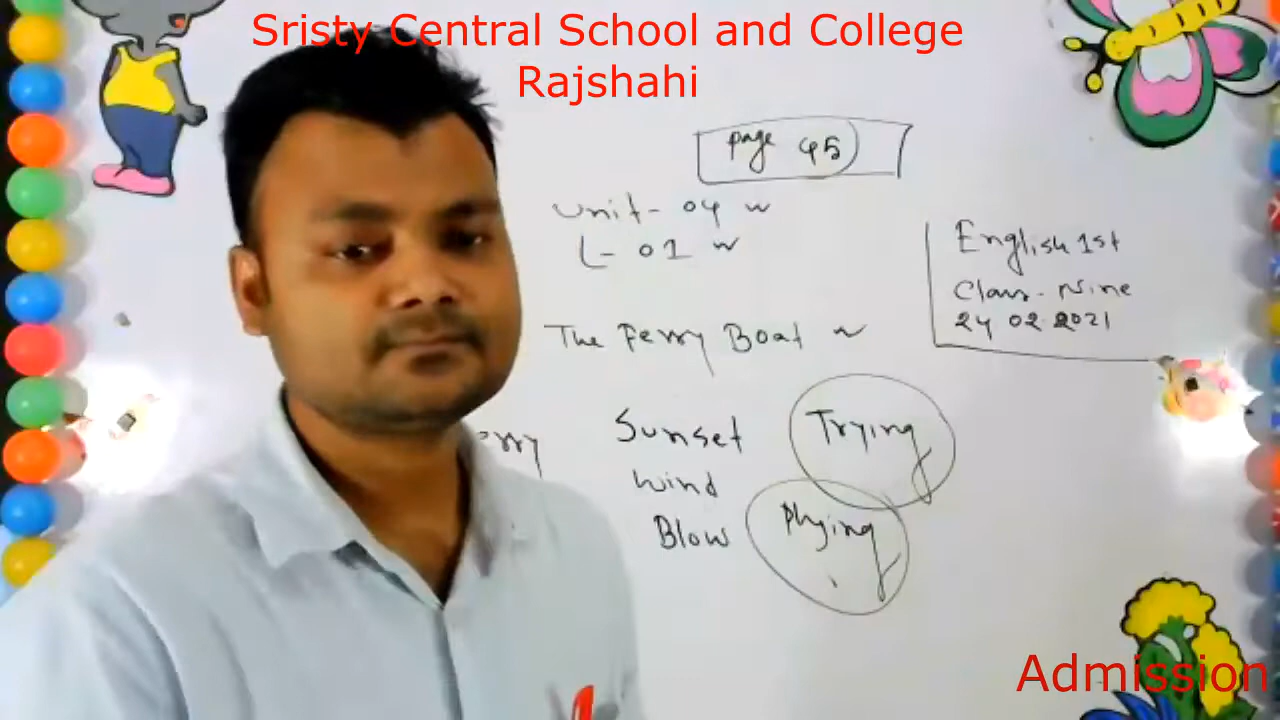 Sristy Central School and College
Rajshahi
page 45
Unit- 04
L- 01
English 1st
Class- Nine
24 02 2021
The Ferry Boat
Sunset
Trying
wind
Blow
Plying
Admission